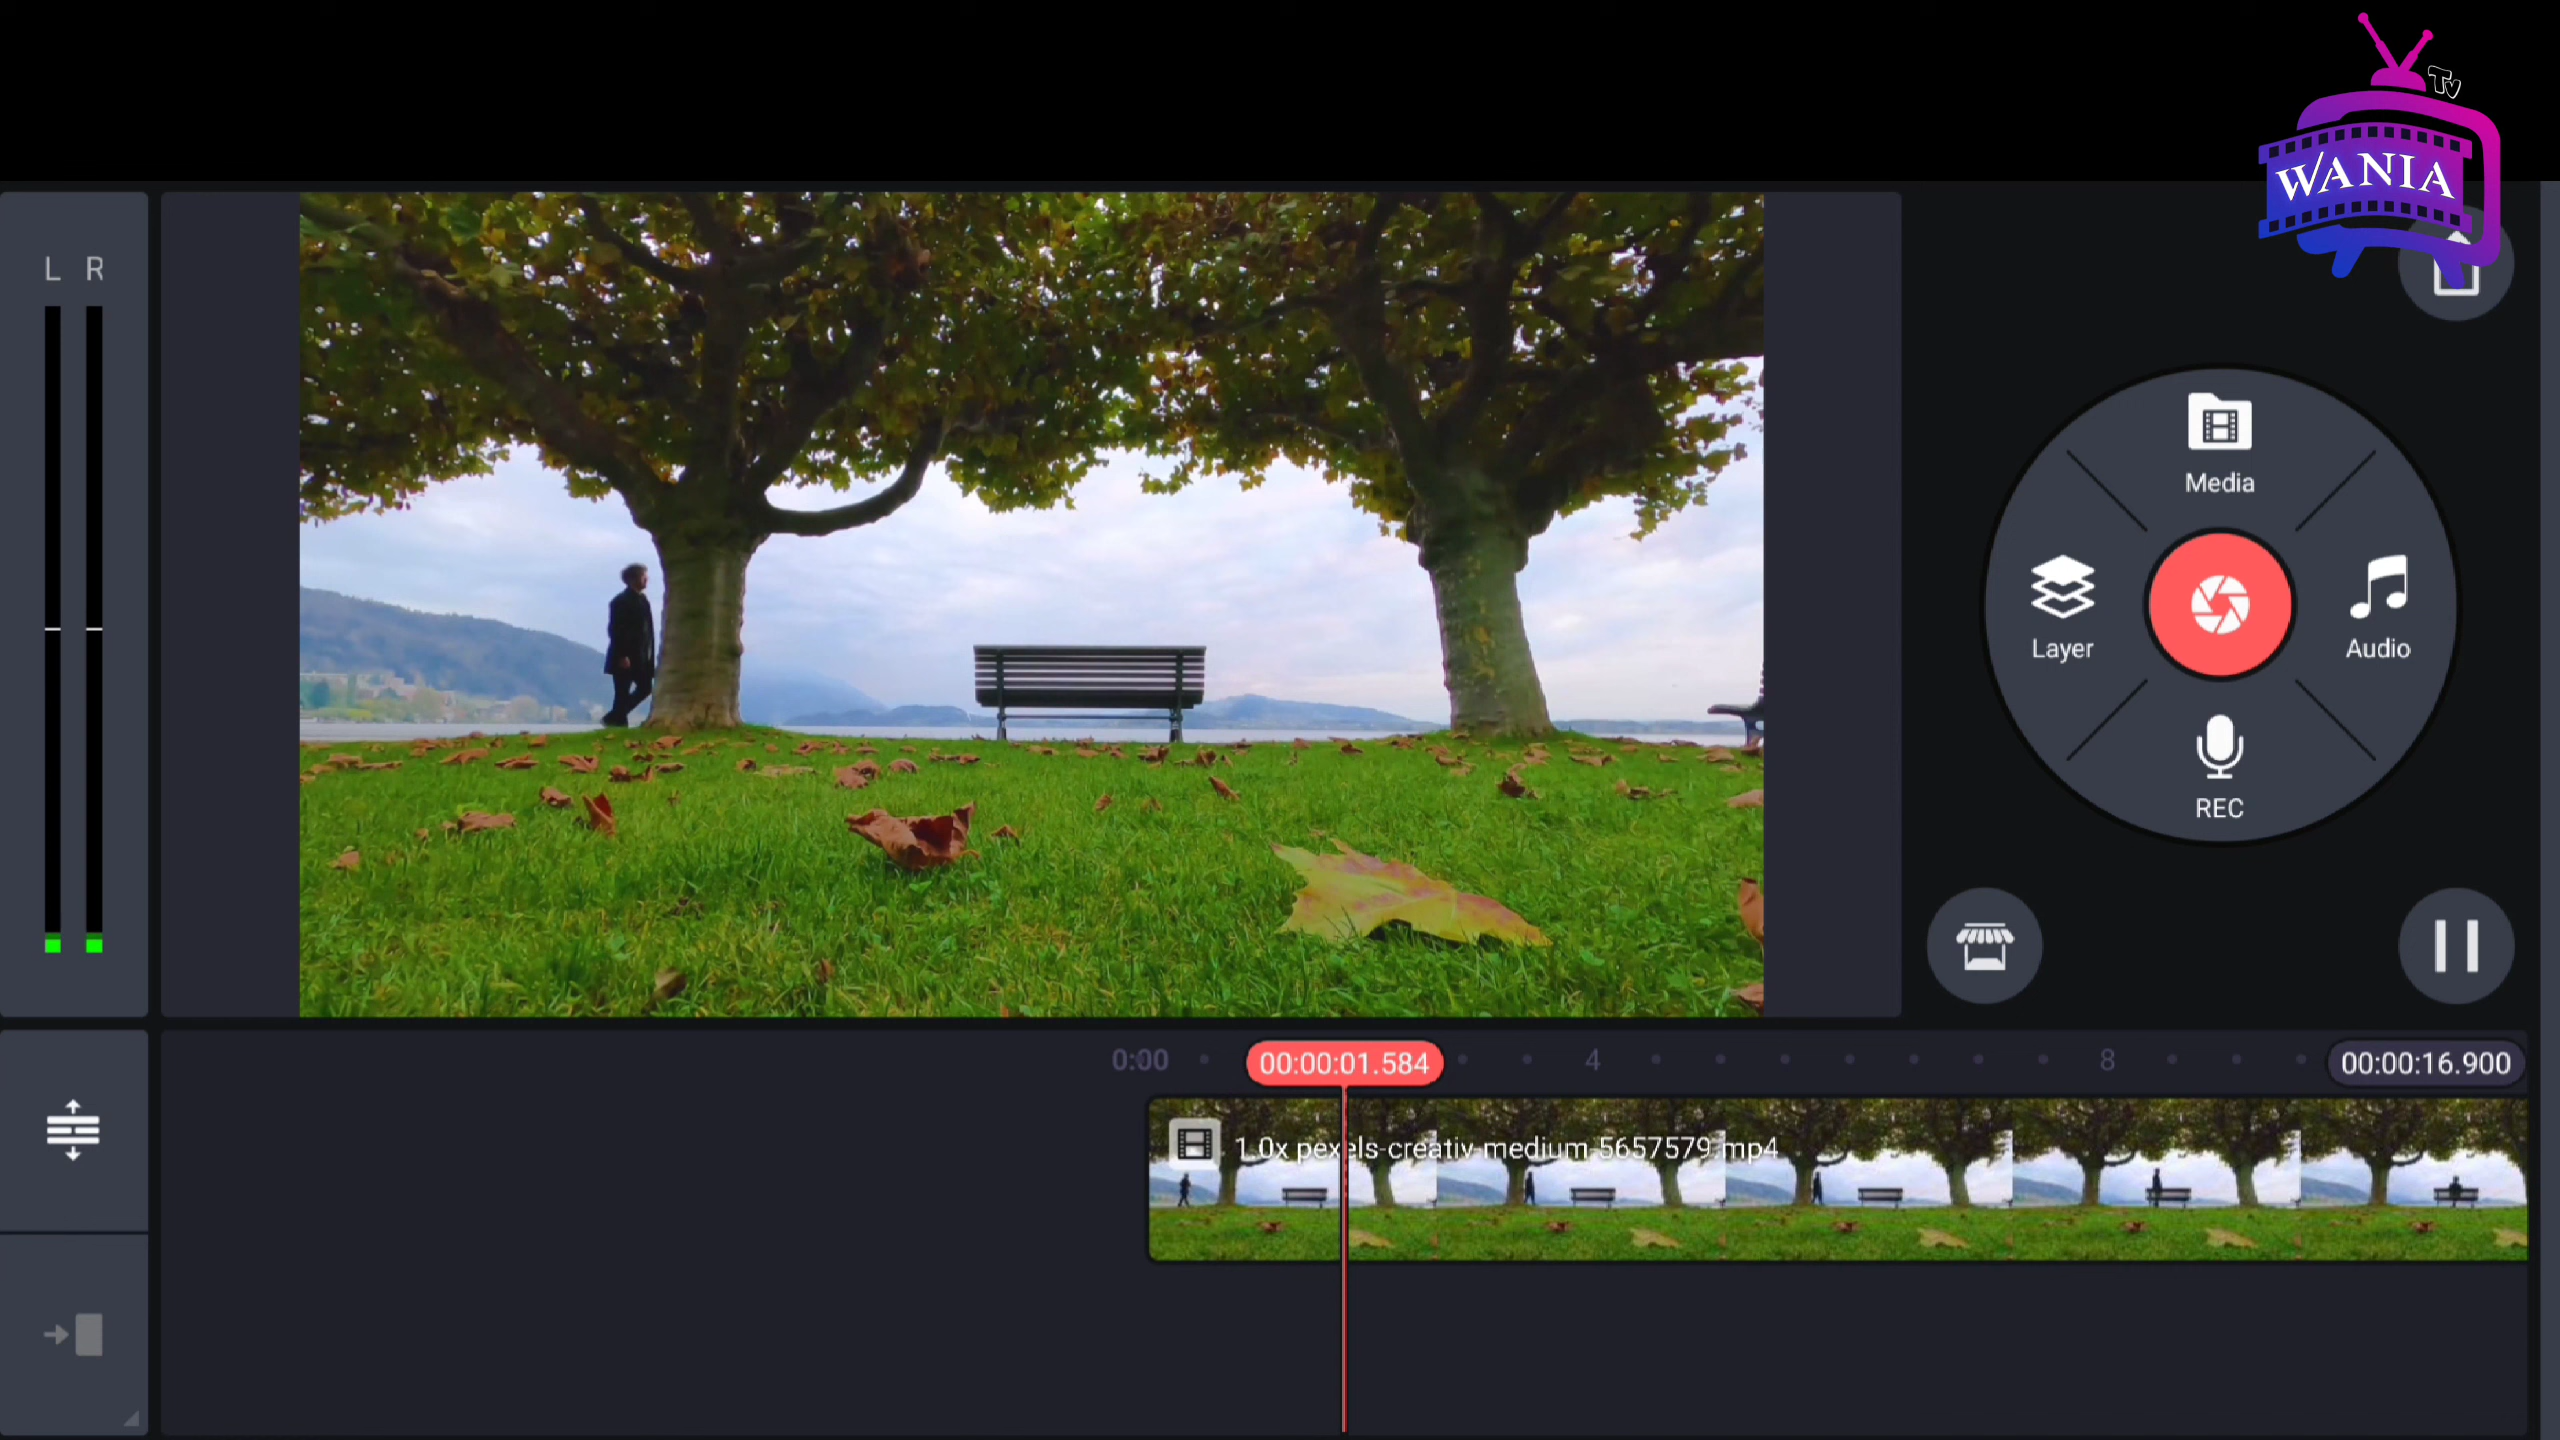 Tv
WANIA
L R
Media
Layer
Audio
REC
0:00
00:00:01.584
4
8
00:00:16.900
1.0x pexels-creativ-medium-5657579.mp4